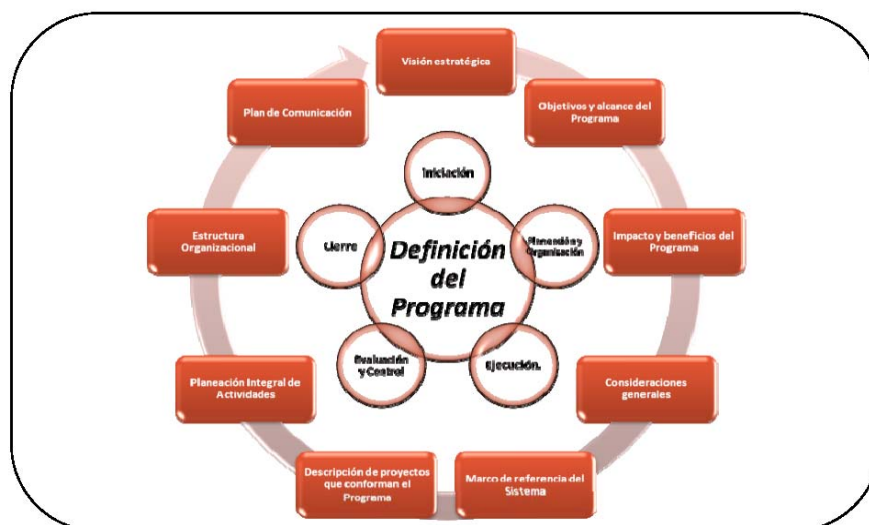 Visión estratégica
Objetivos y alcance del
Programa
Impacto y beneficios del
Programa
Consideraciones
generales
Marco de referencia del
Sistema
Descripción de proyectos
que conforman el
Programa
Planeación Integral de
Actividades
Estructura
Organizacional
Plan de Comunicación
Definición
del
Programa
Iniciación
Planeación y
Organización
Ejecución.
Evaluación
y Control
Cierre